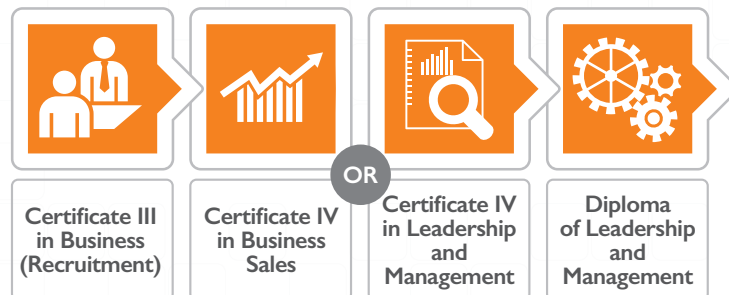 OR
Certificate III
in Business
(Recruitment)
Certificate IV
in Business
Sales
Certificate IV
in Leadership
and
Management
Diploma
of Leadership
and
Management